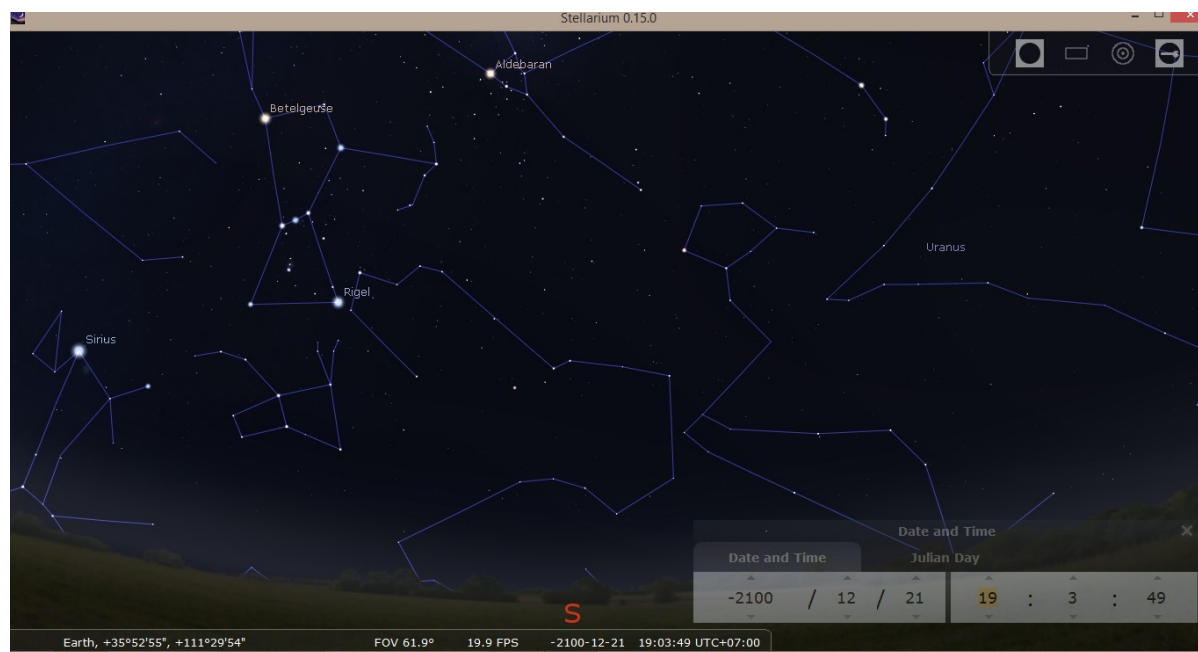 Stellarium 0.15.0
Aldebaran
Betelgeuse
Uranus
Rigel
Sirius
Date and Time
Date and Time Julian Day
-2100 / 12 / 21 19 : 3 : 49
S
Earth, +35°52'55", +111°29'54" FOV 61.9° 19.9 FPS -2100-12-21 19:03:49 UTC+07:00